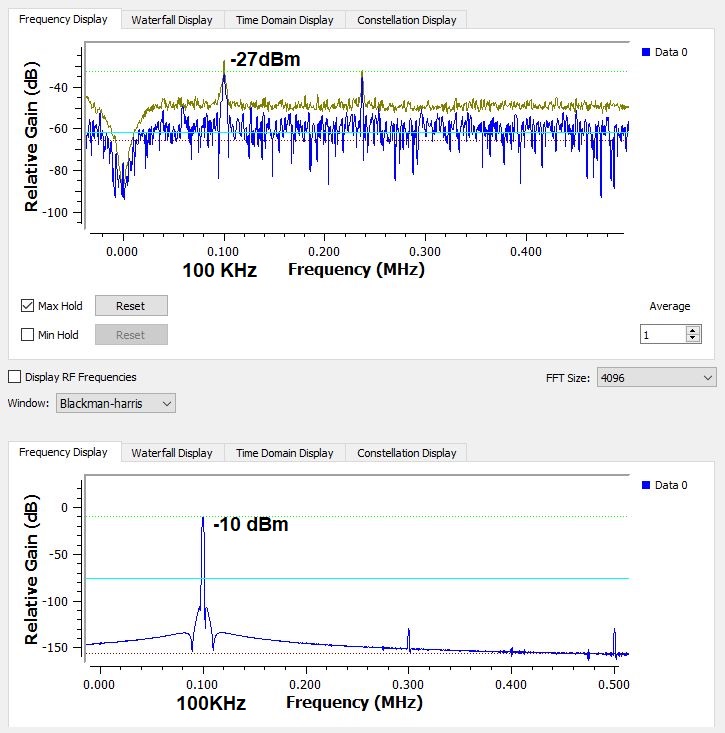 Frequency Display Waterfall Display Time Domain Display Constellation Display
-27dBm
Data 0
Relative Gain (dB)
-40
-60
-80
-100
0.000 0.100 0.200 0.300 0.400
100 KHz Frequency (MHz)
Max Hold Reset Average
Min Hold Reset 1
Display RF Frequencies FFT Size: 4096
Window: Blackman-harris
Frequency Display Waterfall Display Time Domain Display Constellation Display
Data 0
Relative Gain (dB)
0
-10 dBm
-50
-100
-150
0.000 0.100 0.200 0.300 0.400 0.500
100KHz Frequency (MHz)